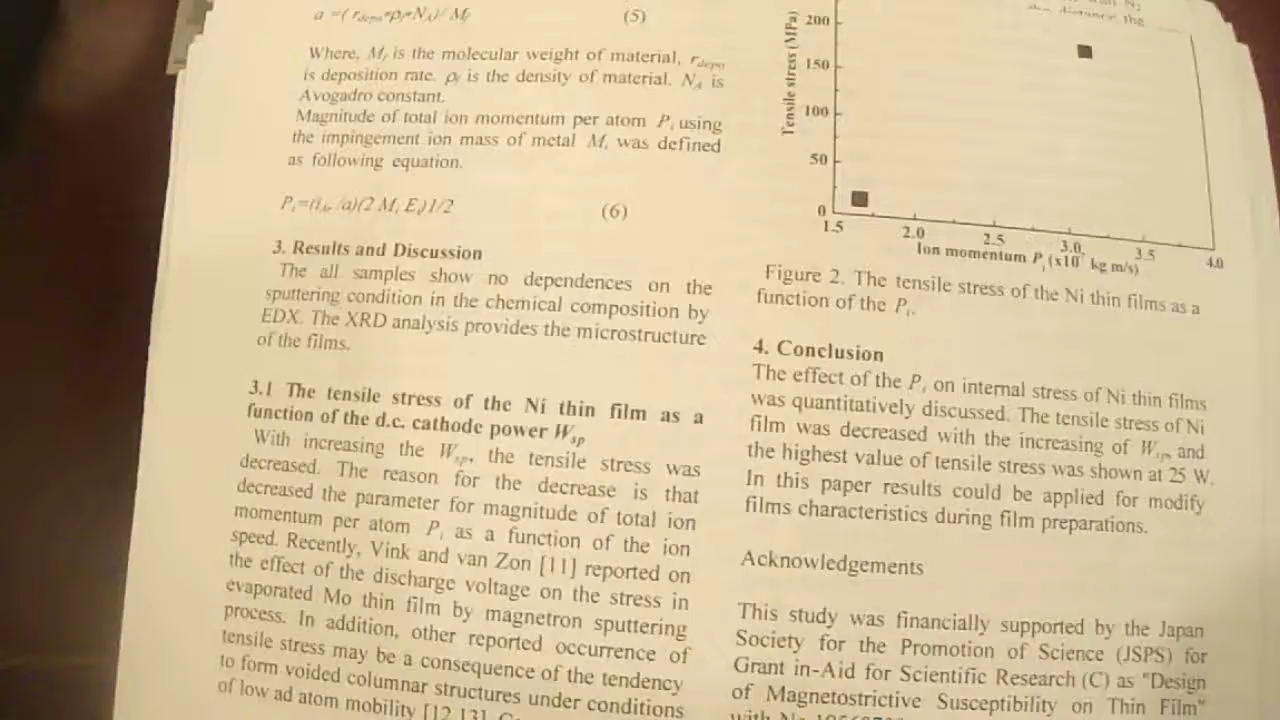 a =( r_depo•ρ_f•N_A)/ M_f (5)
Where, M_f is the molecular weight of material, r_depo
is deposition rate. ρ_f is the density of material. N_A is
Avogadro constant.
Magnitude of total ion momentum per atom P_i using
the impingement ion mass of metal M_i was defined
as following equation.
P_i=(i_Ar /a)(2 M_i E_i)1/2 (6)
3. Results and Discussion
The all samples show no dependences on the
sputtering condition in the chemical composition by
EDX. The XRD analysis provides the microstructure
of the films.
3.1 The tensile stress of the Ni thin film as a
function of the d.c. cathode power W_sp
With increasing the W_sp, the tensile stress was
decreased. The reason for the decrease is that
decreased the parameter for magnitude of total ion
momentum per atom P_i as a function of the ion
speed. Recently, Vink and van Zon [11] reported on
the effect of the discharge voltage on the stress in
evaporated Mo thin film by magnetron sputtering
process. In addition, other reported occurrence of
tensile stress may be a consequence of the tendency
to form voided columnar structures under conditions
of low ad atom mobility [12,13].
N_2
distance the
Tensile stress (MPa)
200
150
100
50
0
1.5 2.0 2.5 3.0 3.5 4.0
Ion momentum P_i (x10 kg m/s)
Figure 2. The tensile stress of the Ni thin films as a
function of the P_i.
4. Conclusion
The effect of the P_i on internal stress of Ni thin films
was quantitatively discussed. The tensile stress of Ni
film was decreased with the increasing of W_sp, and
the highest value of tensile stress was shown at 25 W.
In this paper results could be applied for modify
films characteristics during film preparations.
Acknowledgements
This study was financially supported by the Japan
Society for the Promotion of Science (JSPS) for
Grant in-Aid for Scientific Research (C) as "Design
of Magnetostrictive Susceptibility on Thin Film"
with No